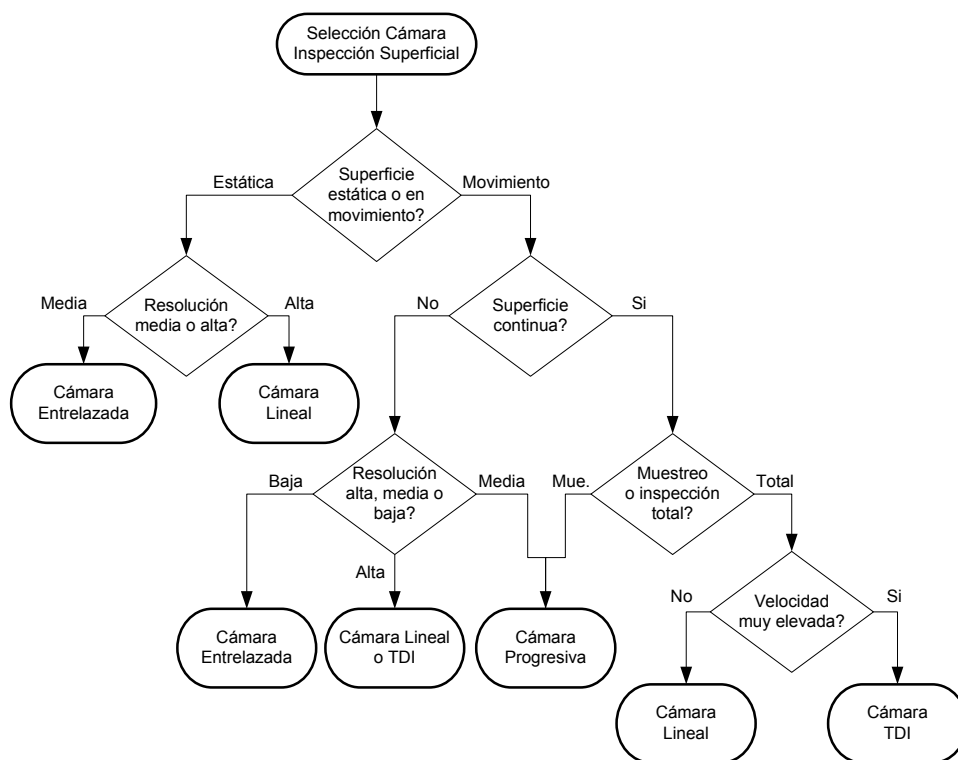 Selección Cámara
Inspección Superficial
Estática
Superficie
estática o en
movimiento?
Movimiento
Media
Resolución
media o alta?
Alta
No
Superficie
continua?
Si
Cámara
Entrelazada
Cámara
Lineal
Baja
Resolución
alta, media o
baja?
Media
Mue.
Muestreo
o inspección
total?
Total
Alta
No
Velocidad
muy elevada?
Si
Cámara
Entrelazada
Cámara Lineal
o TDI
Cámara
Progresiva
Cámara
Lineal
Cámara
TDI